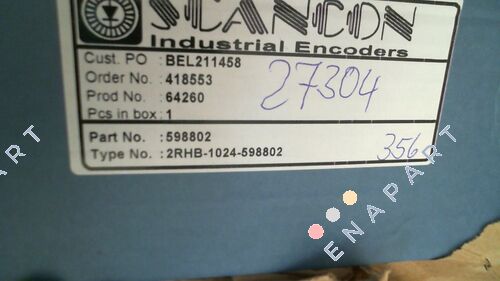 SCANCON
Industrial Encoders
Cust. PO : BEL211458
Order No. : 418553
Prod No. : 64260
Pcs in box : 1
27304
Part No. : 598802
Type No. : 2RHB-1024-598802
356
ENAPART
ENAPART